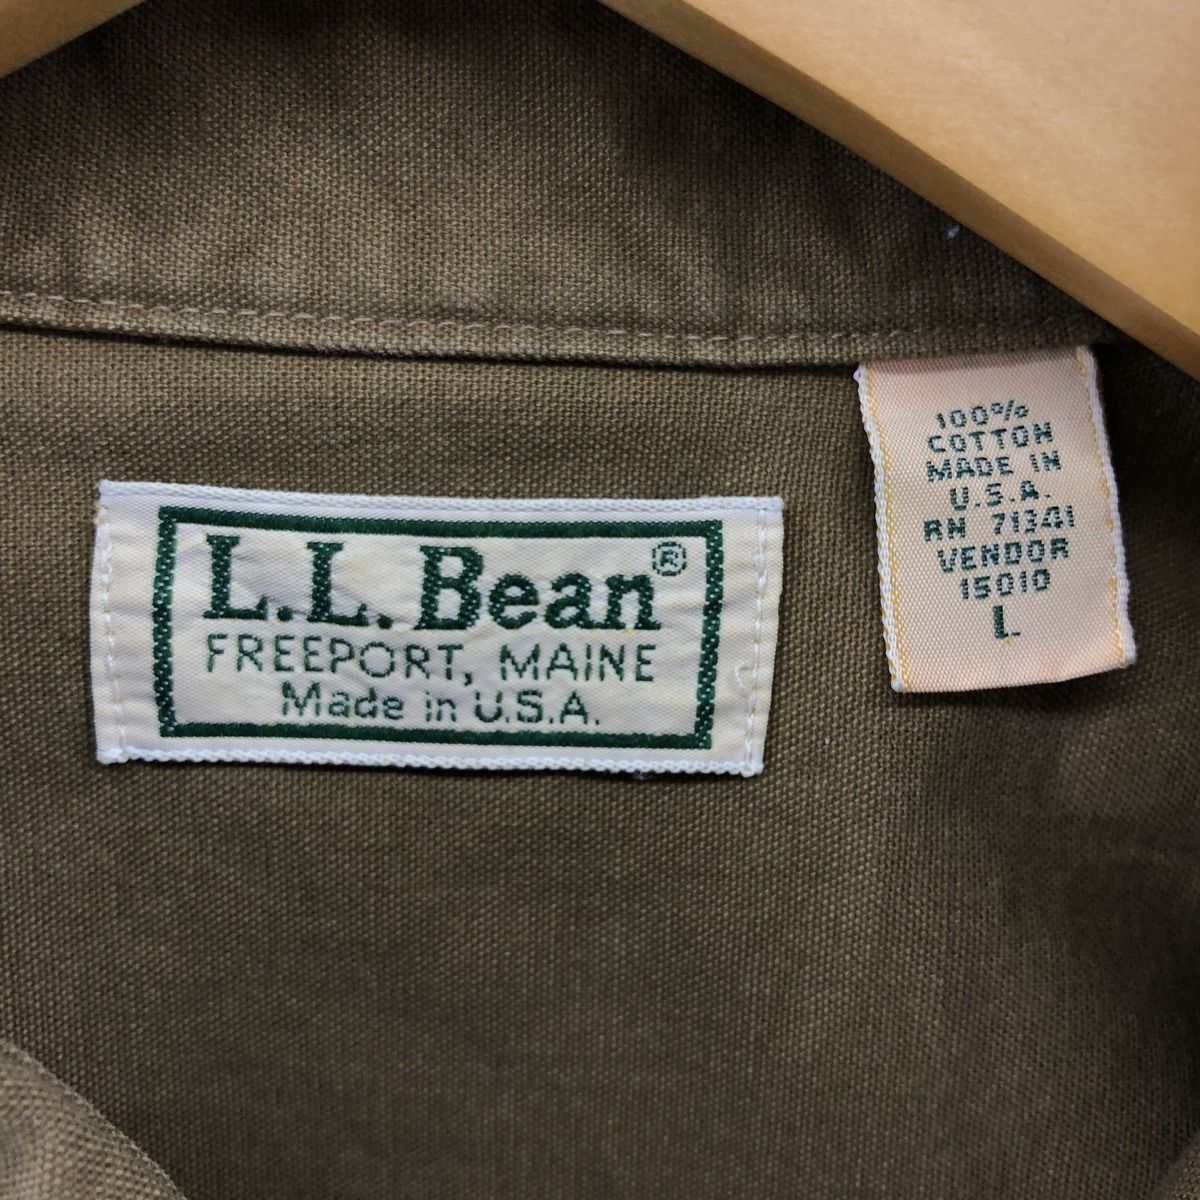 L.L.Bean®
FREEPORT, MAINE
Made in U.S.A.
100%
COTTON
MADE IN
U.S.A.
RN 71341
VENDOR
15010
L